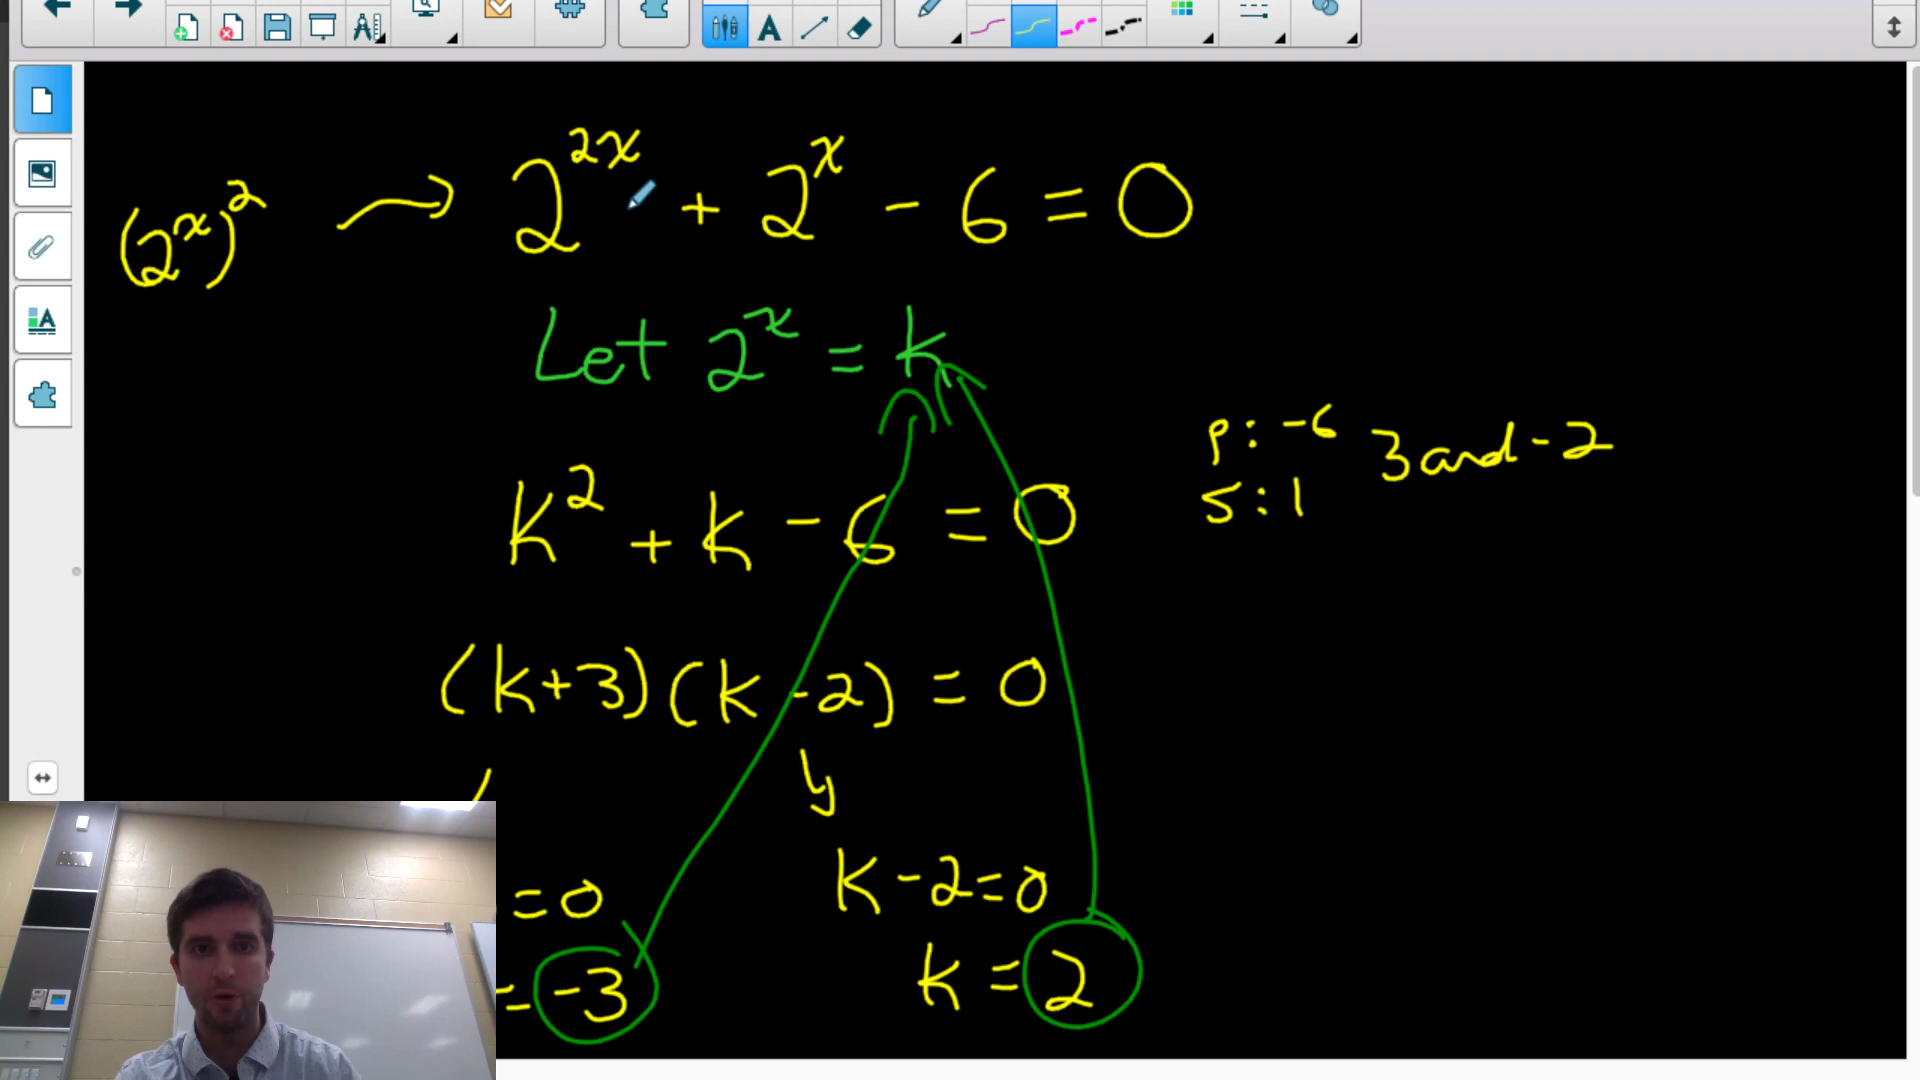 (2^x)^2 → 2^{2x} + 2^x - 6 = 0
Let 2^x = k
p: -6 3 and -2
s: 1
k^2 + k - 6 = 0
(k+3)(k-2) = 0
= 0
k-2=0
= -3
k = 2